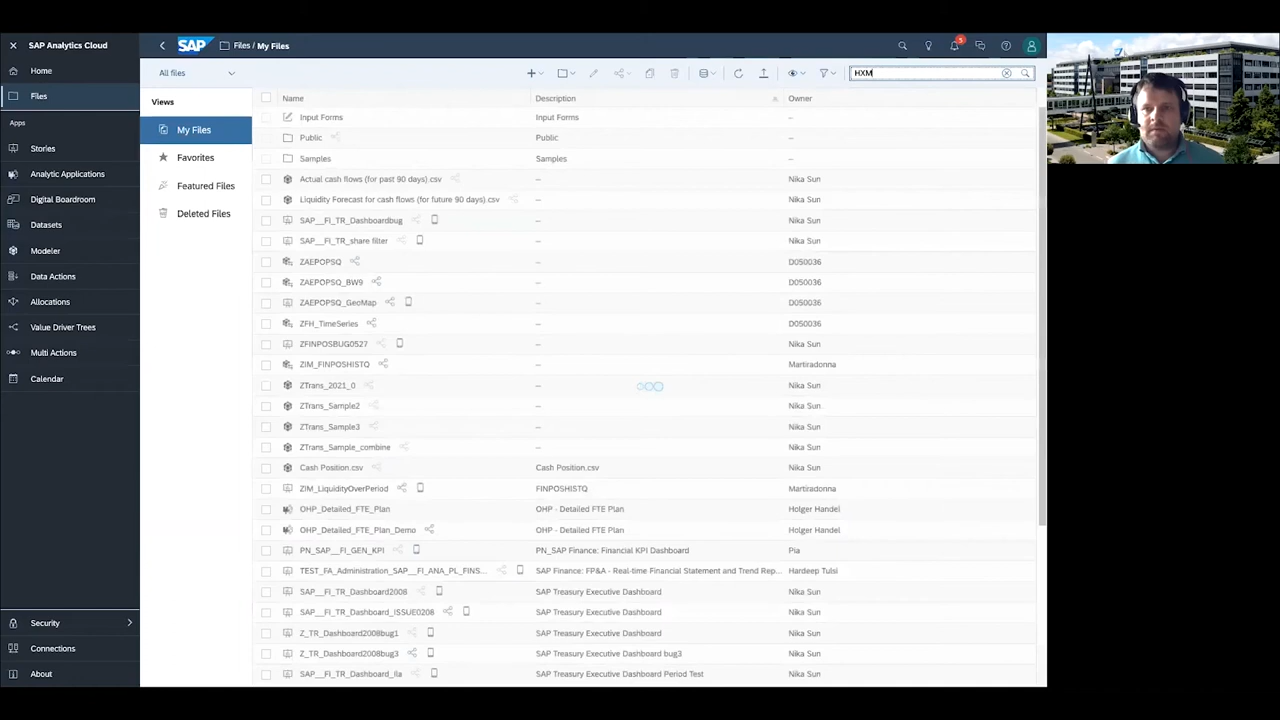 SAP Analytics Cloud
SAP
Files / My Files
5
Home
Files
Apps
Stories
Analytic Applications
Digital Boardroom
Datasets
Modeler
Data Actions
Allocations
Value Driver Trees
Multi Actions
Calendar
Security
Connections
About
All files
HXM
Views
My Files
Favorites
Featured Files
Deleted Files
Name Description Owner
Input Forms Input Forms --
Public Public --
Samples Samples --
Actual cash flows (for past 90 days).csv -- Nika Sun
Liquidity Forecast for cash flows (for future 90 days).csv -- Nika Sun
SAP__FI_TR_Dashboardbug -- Nika Sun
SAP__FI_TR_share filler -- Nika Sun
ZAEPOPSQ -- D050036
ZAEPOPSQ_BW9 -- D050036
ZAEPOPSQ_GeoMap -- D050036
ZFH_TimeSeries -- D050036
ZFINPOSBUG0527 -- Nika Sun
ZIM_FINPOSHISTQ -- Martiradonna
ZTrans_2021_0 -- Nika Sun
ZTrans_Sample2 -- Nika Sun
ZTrans_Sample3 -- Nika Sun
ZTrans_Sample_combine -- Nika Sun
Cash Position.csv Cash Position.csv Nika Sun
ZIM_LiquidityOverPeriod FINPOSHISTQ Martiradonna
OHP_Detailed_FTE_Plan OHP - Detailed FTE Plan Holger Handel
OHP_Detailed_FTE_Plan_Demo OHP - Detailed FTE Plan Holger Handel
PN_SAP__FI_GEN_KPI PN_SAP Finance: Financial KPI Dashboard Pia
TEST_FA_Administration_SAP__FI_ANA_PL_FINS... SAP Finance: FP&A - Real-time Financial Statement and Trend Rep... Hardeep Tulsi
SAP__FI_TR_Dashboard2008 SAP Treasury Executive Dashboard Nika Sun
SAP__FI_TR_Dashboard_ISSUE0208 SAP Treasury Executive Dashboard Nika Sun
Z_TR_Dashboard2008bug1 SAP Treasury Executive Dashboard Nika Sun
Z_TR_Dashboard2008bug3 SAP Treasury Executive Dashboard bug3 Nika Sun
SAP__FI_TR_Dashboard_lla SAP Treasury Executive Dashboard Period Test Nika Sun